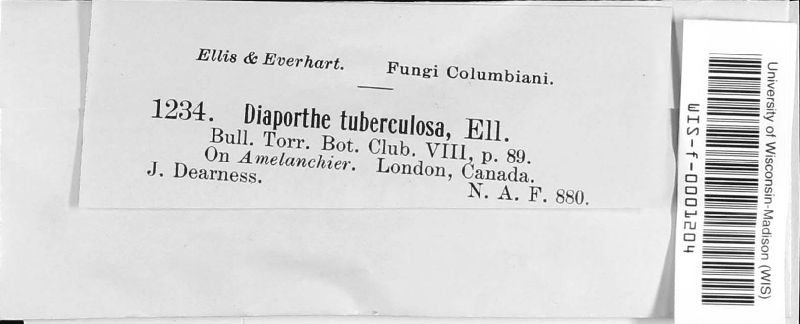 Ellis & Everhart. Fungi Columbiani.
1234. Diaporthe tuberculosa, Ell.
Bull. Torr. Bot. Club. VIII, p. 89.
On Amelanchier. London, Canada.
J. Dearness.
N. A. F. 880.
University of Wisconsin-Madison (WIS)
WIS-f-0001204